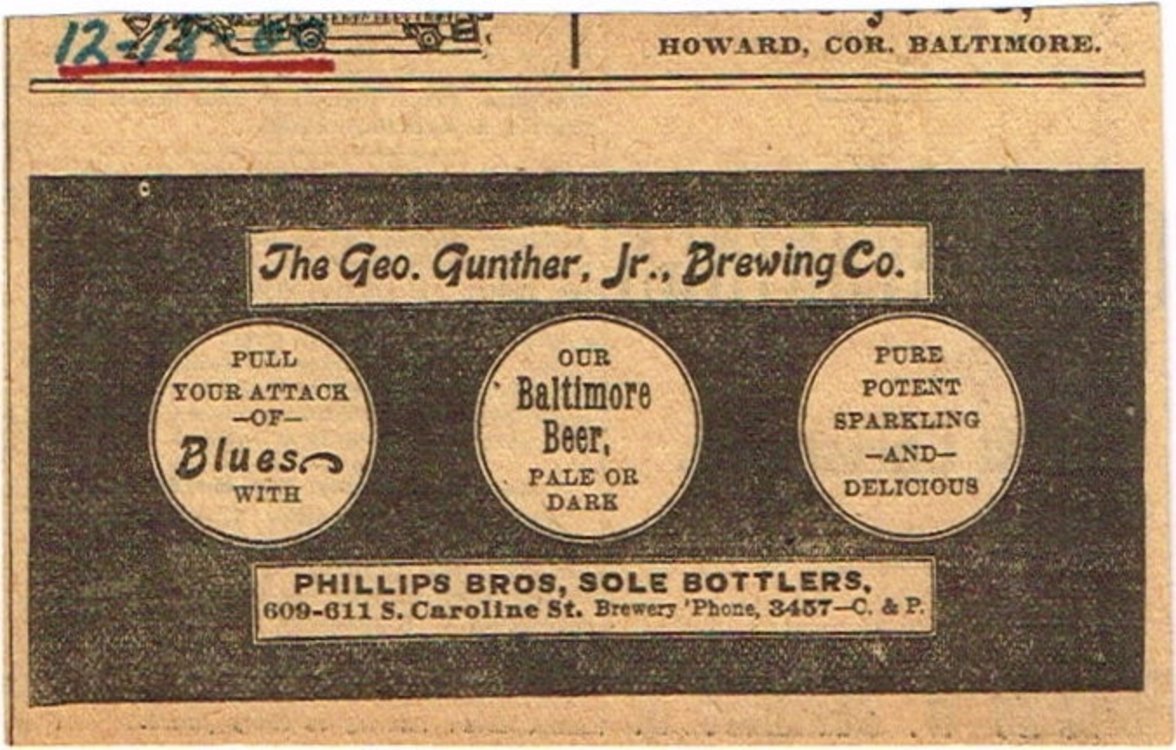 12-18-
HOWARD, COR. BALTIMORE.
The Geo. Gunther, Jr., Brewing Co.
PULL
YOUR ATTACK
—OF—
Blues
WITH
OUR
Baltimore
Beer,
PALE OR
DARK
PURE
POTENT
SPARKLING
—AND—
DELICIOUS
PHILLIPS BROS, SOLE BOTTLERS,
609-611 S. Caroline St. Brewery 'Phone, 3457—C. & P.